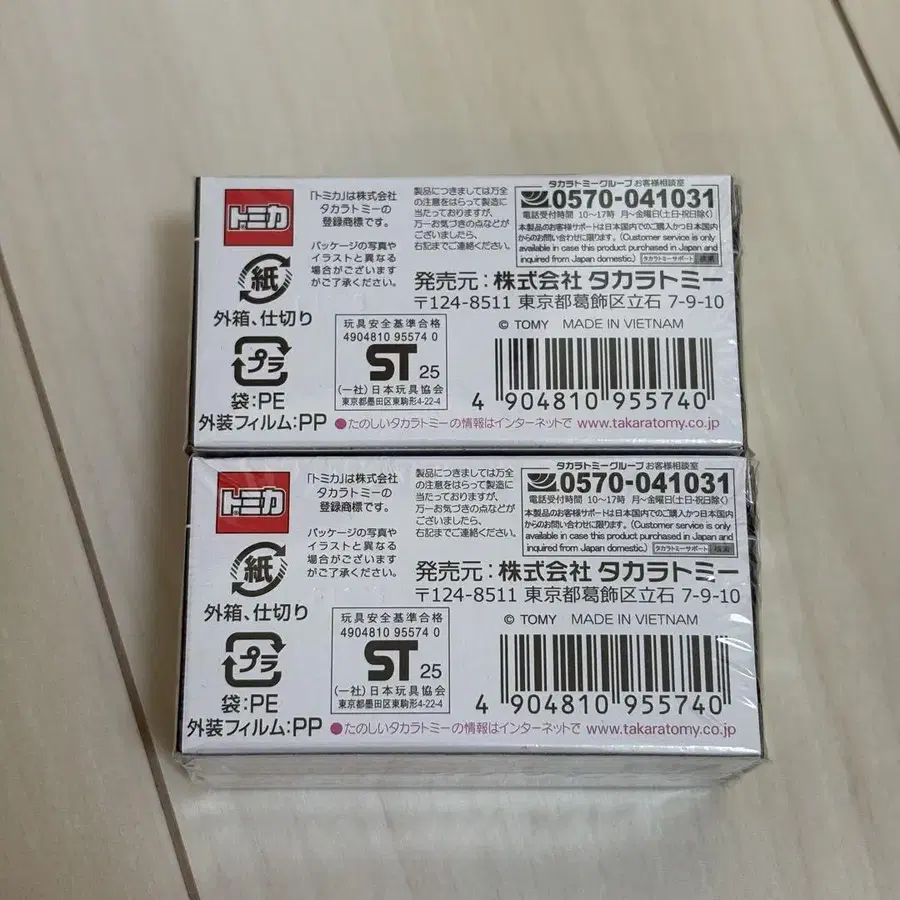 トミカ
「トミカ」は株式会社
タカラトミーの
登録商標です。
パッケージの写真や
イラストと異なる
場合がございます
がご了承ください。
製品につきましては万全
の注意をはらって製造に
当たっておりますが、
万一お気づきの点などが
ございましたら、
右記までご連絡ください。
タカラトミーグループ お客様相談室
0570-041031
電話受付時間 10〜17時 月〜金曜日(土日・祝日除く)
本製品のお客様サポートは日本国内でのご購入かつ日本国内
からのお問い合わせに限ります。(Customer service is only
available in case this product purchased in Japan and
inquired from Japan domestic.) タカラトミーサポート 検索
紙
外箱、仕切り
プラ
袋:PE
外装フィルム:PP
発売元:株式会社 タカラトミー
〒124-8511 東京都葛飾区立石 7-9-10
玩具安全基準合格
4904810 95574 0
ST 25
(一社)日本玩具協会
東京都墨田区東駒形4-22-4
© TOMY MADE IN VIETNAM
4 904810 955740
●たのしいタカラトミーの情報はインターネットで www.takaratomy.co.jp
トミカ
「トミカ」は株式会社
タカラトミーの
登録商標です。
パッケージの写真や
イラストと異なる
場合がございます
がご了承ください。
製品につきましては万全
の注意をはらって製造に
当たっておりますが、
万一お気づきの点などが
ございましたら、
右記までご連絡ください。
タカラトミーグループ お客様相談室
0570-041031
電話受付時間 10〜17時 月〜金曜日(土日・祝日除く)
本製品のお客様サポートは日本国内でのご購入かつ日本国内
からのお問い合わせに限ります。(Customer service is only
available in case this product purchased in Japan and
inquired from Japan domestic.) タカラトミーサポート 検索
紙
外箱、仕切り
プラ
袋:PE
外装フィルム:PP
発売元:株式会社 タカラトミー
〒124-8511 東京都葛飾区立石 7-9-10
玩具安全基準合格
4904810 95574 0
ST 25
(一社)日本玩具協会
東京都墨田区東駒形4-22-4
© TOMY MADE IN VIETNAM
4 904810 955740
●たのしいタカラトミーの情報はインターネットで www.takaratomy.co.jp